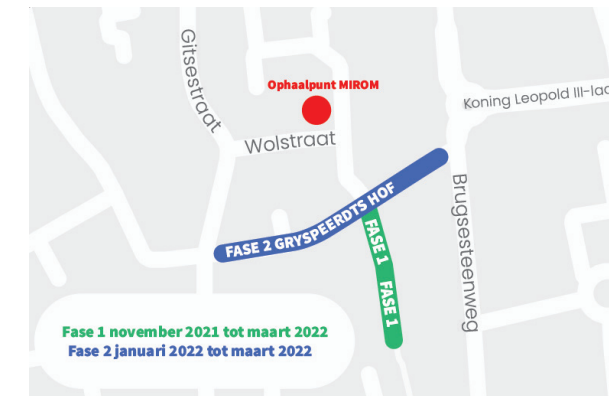 Gitsestraat
Ophaalpunt MIROM
Koning Leopold III-laa
Wolstraat
FASE 2 GRYSPEERDTS HOF
FASE 1 FASE 1
Brugsesteenweg
Fase 1 november 2021 tot maart 2022
Fase 2 januari 2022 tot maart 2022